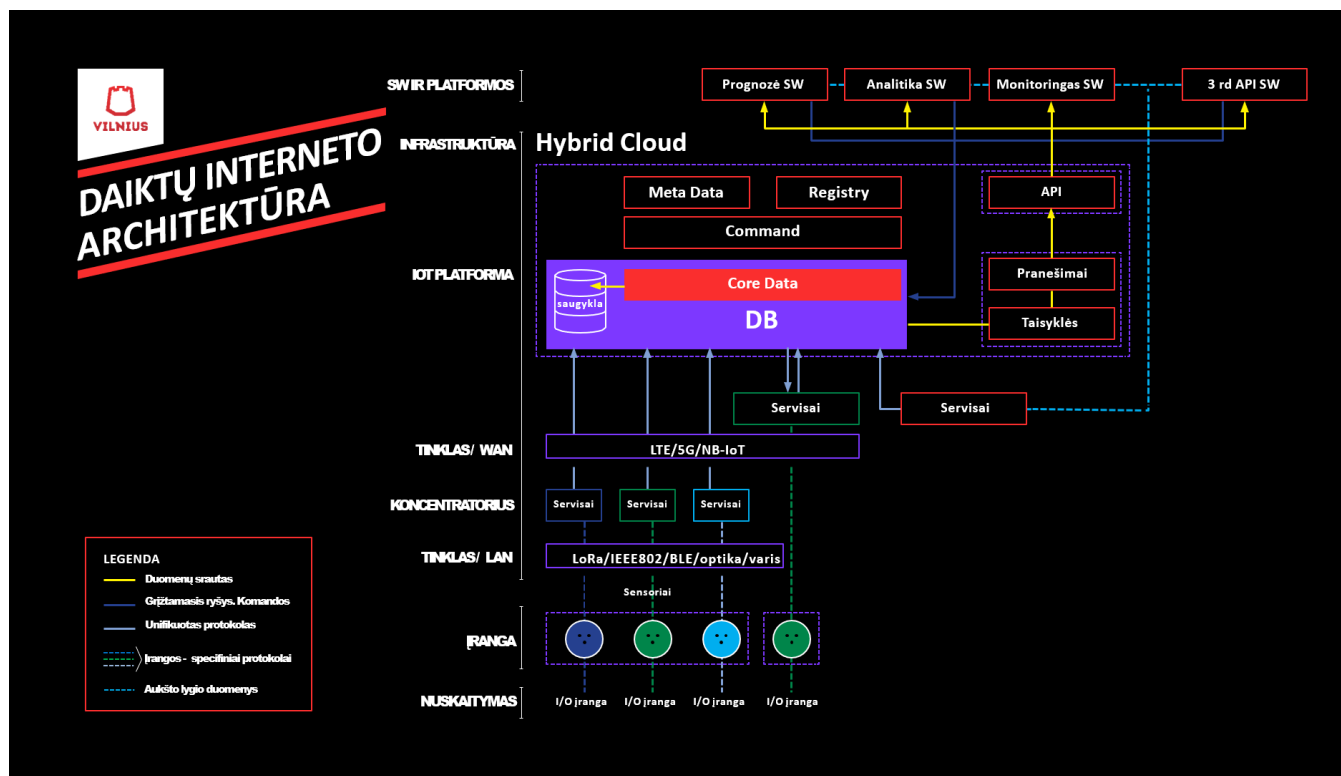 VILNIUS
DAIKTŲ INTERNETO
ARCHITEKTŪRA
SW IR PLATFORMOS
Prognozė SW
Analitika SW
Monitoringas SW
3 rd API SW
INFRASTRUKTŪRA
Hybrid Cloud
Meta Data
Registry
API
Command
IOT PLATFORMA
saugykla
Core Data
DB
Pranešimai
Taisyklės
Servisai
Servisai
TINKLAS/ WAN
LTE/5G/NB-IoT
KONCENTRATORIUS
Servisai
Servisai
Servisai
TINKLAS/ LAN
LoRa/IEEE802/BLE/optika/varis
Sensoriai
ĮRANGA
NUSKAITYMAS
I/O įranga
I/O įranga
I/O įranga
I/O įranga
LEGENDA
Duomenų srautas
Grįžtamasis ryšys. Komandos
Unifikuotas protokolas
Įrangos - specifiniai protokolai
Aukšto lygio duomenys